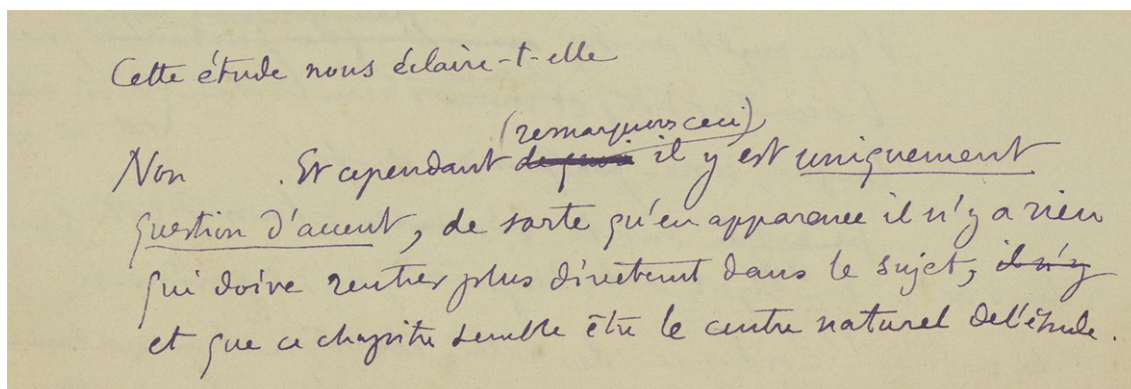 Cette étude nous éclaire-t-elle
(remarquons ceci)
Non . Et cependant il y est uniquement
question d'accent, de sorte qu'en apparence il n'y a rien
qui doive rentrer plus directement dans le sujet, il n'y
et que ce chapitre semble être le centre naturel de l'étude.